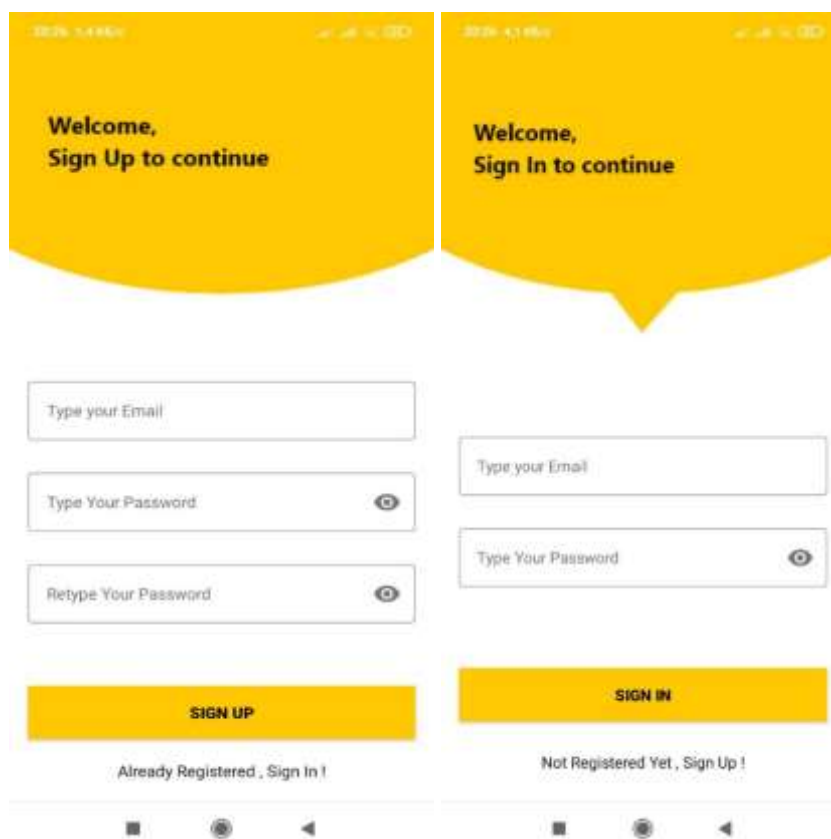 Welcome,
Sign Up to continue
Type your Email
Type Your Password
Retype Your Password
SIGN UP
Already Registered , Sign In !
Welcome,
Sign In to continue
Type your Email
Type Your Password
SIGN IN
Not Registered Yet , Sign Up !